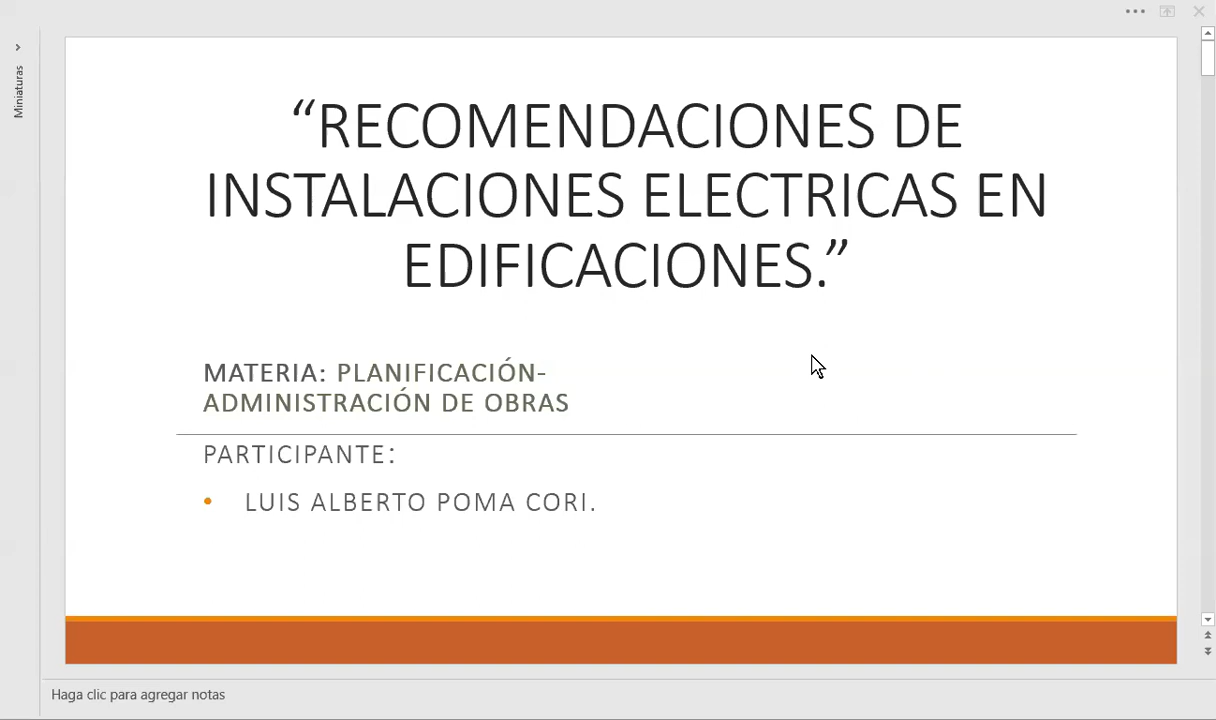 Miniaturas
“RECOMENDACIONES DE
INSTALACIONES ELECTRICAS EN
EDIFICACIONES.”
MATERIA: PLANIFICACIÓN-
ADMINISTRACIÓN DE OBRAS
PARTICIPANTE:
• LUIS ALBERTO POMA CORI.
Haga clic para agregar notas